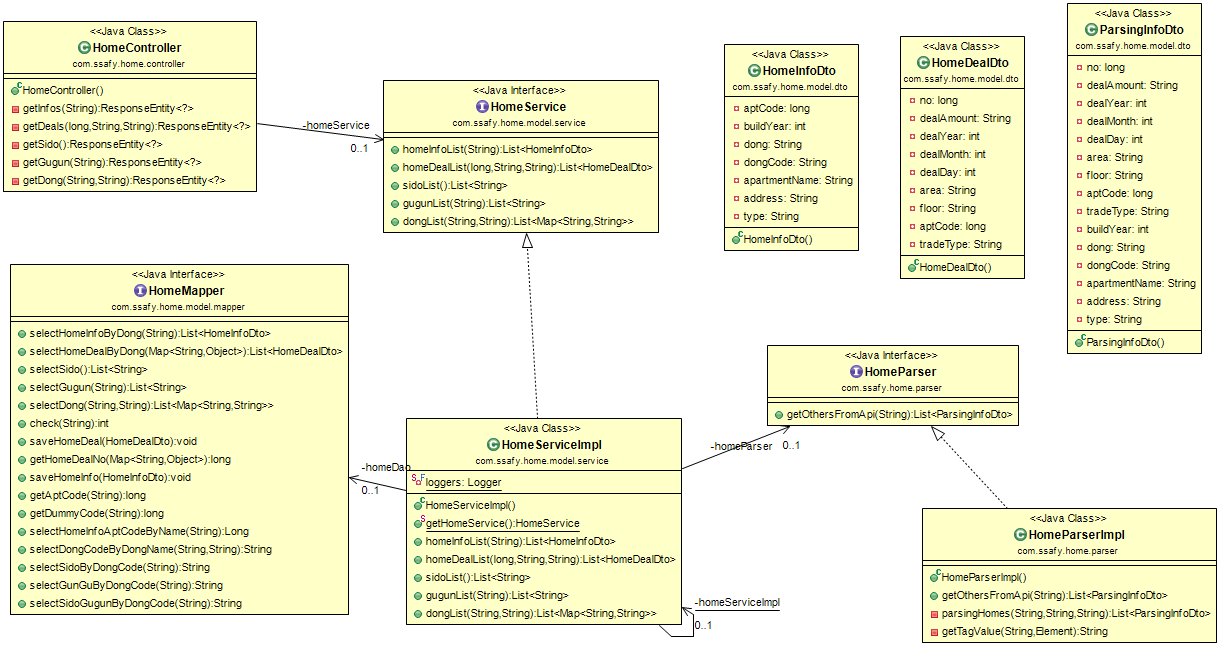 <<Java Class>>
HomeController
com.ssafy.home.controller
HomeController()
getInfos(String):ResponseEntity<?>
getDeals(long,String,String):ResponseEntity<?>
getSido():ResponseEntity<?>
getGugun(String):ResponseEntity<?>
getDong(String,String):ResponseEntity<?>
-homeService
0..1
<<Java Interface>>
HomeService
com.ssafy.home.model.service
homeInfoList(String):List<HomeInfoDto>
homeDealList(long,String,String):List<HomeDealDto>
sidoList():List<String>
gugunList(String):List<String>
dongList(String,String):List<Map<String,String>>
<<Java Class>>
HomeInfoDto
com.ssafy.home.model.dto
aptCode: long
buildYear: int
dong: String
dongCode: String
apartmentName: String
address: String
type: String
HomeInfoDto()
<<Java Class>>
HomeDealDto
com.ssafy.home.model.dto
no: long
dealAmount: String
dealYear: int
dealMonth: int
dealDay: int
area: String
floor: String
aptCode: long
tradeType: String
HomeDealDto()
<<Java Class>>
ParsingInfoDto
com.ssafy.home.model.dto
no: long
dealAmount: String
dealYear: int
dealMonth: int
dealDay: int
area: String
floor: String
aptCode: long
tradeType: String
buildYear: int
dong: String
dongCode: String
apartmentName: String
address: String
type: String
ParsingInfoDto()
<<Java Interface>>
HomeMapper
com.ssafy.home.model.mapper
selectHomeInfoByDong(String):List<HomeInfoDto>
selectHomeDealByDong(Map<String,Object>):List<HomeDealDto>
selectSido():List<String>
selectGugun(String):List<String>
selectDong(String,String):List<Map<String,String>>
check(String):int
saveHomeDeal(HomeDealDto):void
getHomeDealNo(Map<String,Object>):long
saveHomeInfo(HomeInfoDto):void
getAptCode(String):long
getDummyCode(String):long
selectHomeInfoAptCodeByName(String):Long
selectDongCodeByDongName(String,String):String
selectSidoByDongCode(String):String
selectGunGuByDongCode(String):String
selectSidoGugunByDongCode(String):String
-homeDao
0..1
<<Java Class>>
HomeServiceImpl
com.ssafy.home.model.service
loggers: Logger
HomeServiceImpl()
getHomeService():HomeService
homeInfoList(String):List<HomeInfoDto>
homeDealList(long,String,String):List<HomeDealDto>
sidoList():List<String>
gugunList(String):List<String>
dongList(String,String):List<Map<String,String>>
-homeServiceImpl
0..1
-homeParser
0..1
<<Java Interface>>
HomeParser
com.ssafy.home.parser
getOthersFromApi(String):List<ParsingInfoDto>
<<Java Class>>
HomeParserImpl
com.ssafy.home.parser
HomeParserImpl()
getOthersFromApi(String):List<ParsingInfoDto>
parsingHomes(String,String,String):List<ParsingInfoDto>
getTagValue(String,Element):String